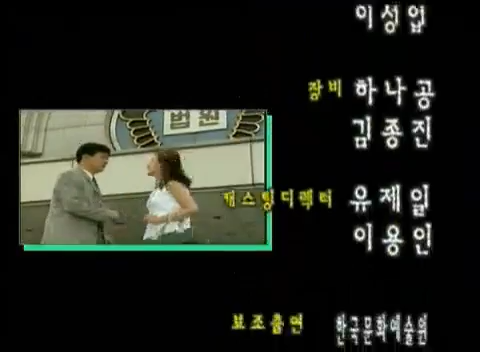 이성업
장비 하나공
김종진
법원
캐스팅디렉터 유제일
이용인
보조출연 한국문화예술원